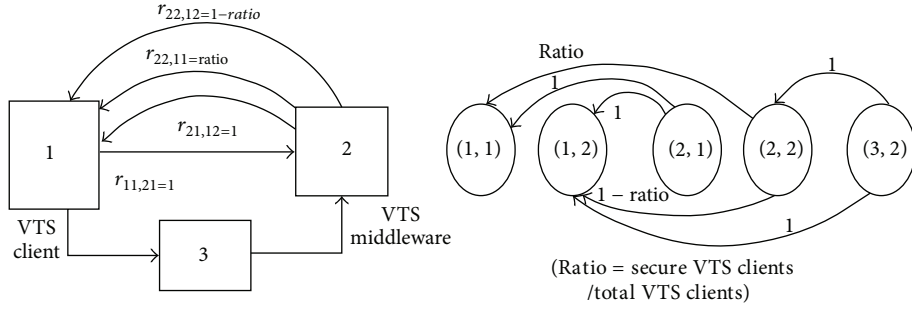 r22,12=1−ratio
r22,11=ratio
r21,12=1
r11,21=1
1
2
3
VTS
client
VTS
middleware
Ratio
1
1
1
(1, 1)
(1, 2)
(2, 1)
(2, 2)
(3, 2)
1 − ratio
1
(Ratio = secure VTS clients
/total VTS clients)